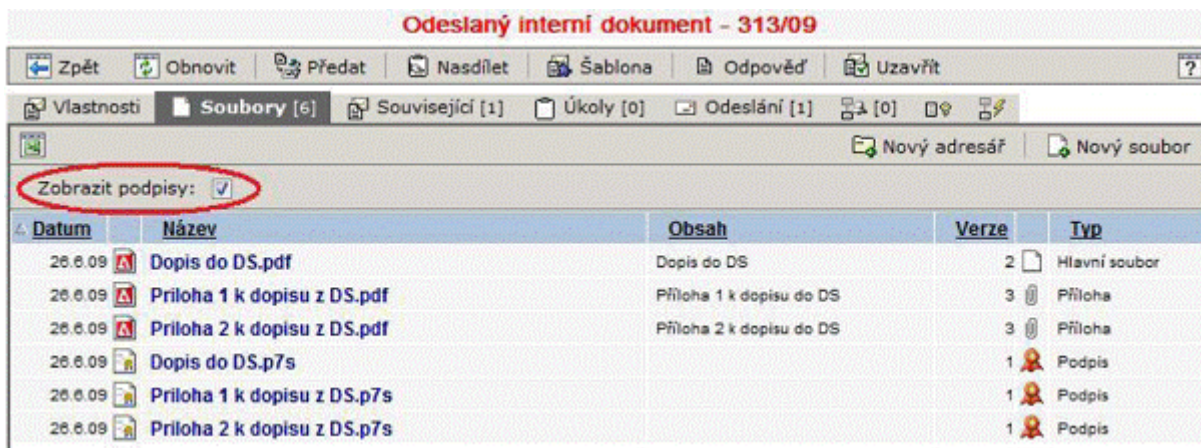 Odeslaný interní dokument - 313/09
Zpět Obnovit Předat Nasdílet Šablona Odpověď Uzavřít ?
Vlastnosti Soubory [6] Související [1] Úkoly [0] Odeslání [1] [0]
Nový adresář Nový soubor
Zobrazit podpisy:
Datum Název Obsah Verze Typ
26.6.09 Dopis do DS.pdf Dopis do DS 2 Hlavní soubor
26.6.09 Priloha 1 k dopisu z DS.pdf Příloha 1 k dopisu do DS 3 Příloha
26.6.09 Priloha 2 k dopisu z DS.pdf Příloha 2 k dopisu do DS 3 Příloha
26.6.09 Dopis do DS.p7s 1 Podpis
26.6.09 Priloha 1 k dopisu z DS.p7s 1 Podpis
26.6.09 Priloha 2 k dopisu z DS.p7s 1 Podpis